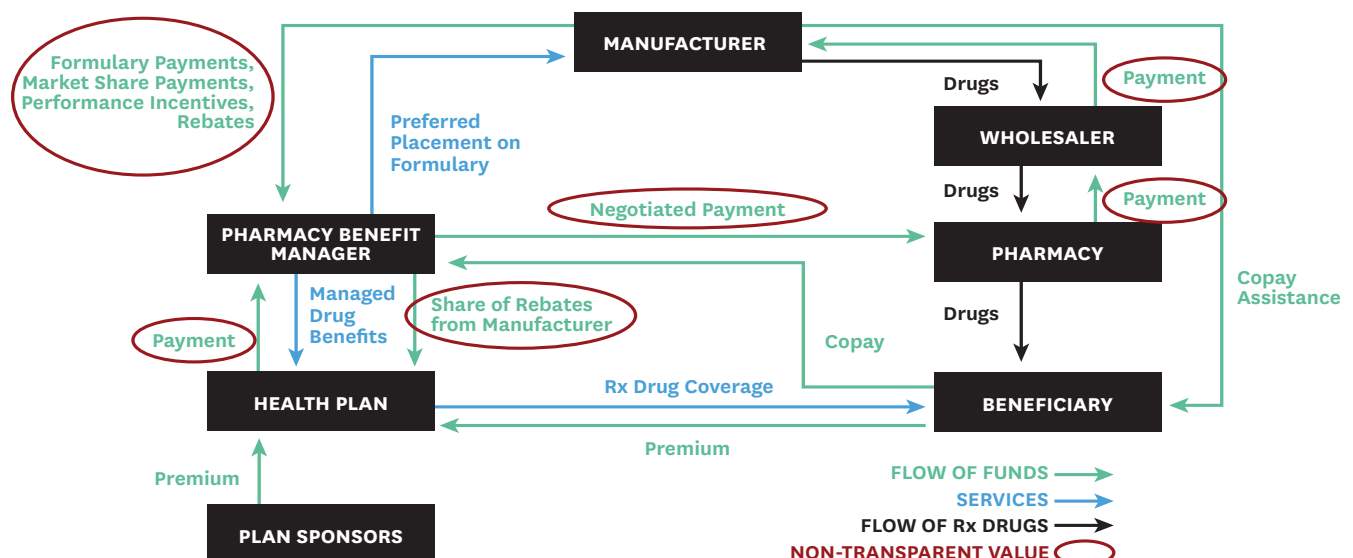 MANUFACTURER
Formulary Payments,
Market Share Payments,
Performance Incentives,
Rebates
Preferred
Placement on
Formulary
Drugs
Payment
WHOLESALER
Drugs
Payment
Negotiated Payment
PHARMACY BENEFIT
MANAGER
PHARMACY
Copay
Assistance
Managed
Drug
Benefits
Share of Rebates
from Manufacturer
Payment
Drugs
Copay
HEALTH PLAN
Rx Drug Coverage
BENEFICIARY
Premium
Premium
PLAN SPONSORS
FLOW OF FUNDS
SERVICES
FLOW OF Rx DRUGS
NON-TRANSPARENT VALUE